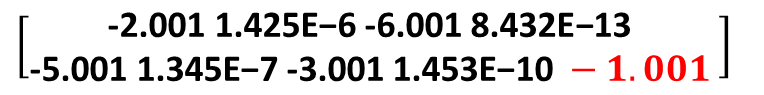 [ -2.001 1.425E–6 -6.001 8.432E–13
-5.001 1.345E–7 -3.001 1.453E–10 − 1.001 ]